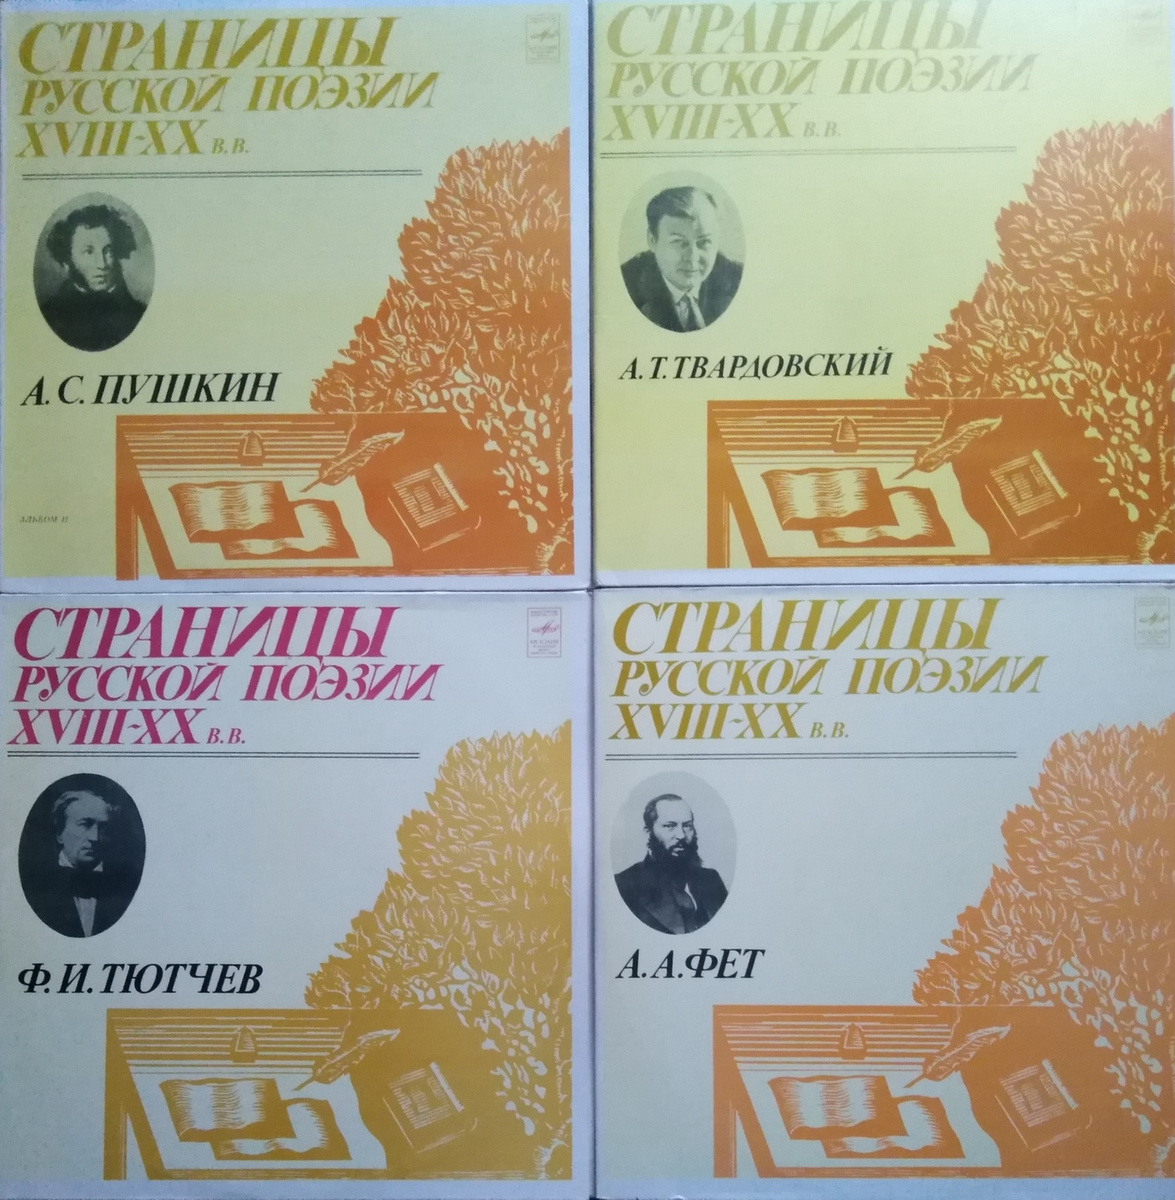 СТРАНИЦЫ
РУССКОЙ ПОЭЗИИ
XVIII-XX В.В.
А. С. ПУШКИН
АЛЬБОМ II
СТРАНИЦЫ
РУССКОЙ ПОЭЗИИ
XVIII-XX В.В.
А. Т. ТВАРДОВСКИЙ
СТРАНИЦЫ
РУССКОЙ ПОЭЗИИ
XVIII-XX В.В.
Ф. И. ТЮТЧЕВ
СТРАНИЦЫ
РУССКОЙ ПОЭЗИИ
XVIII-XX В.В.
А. А. ФЕТ